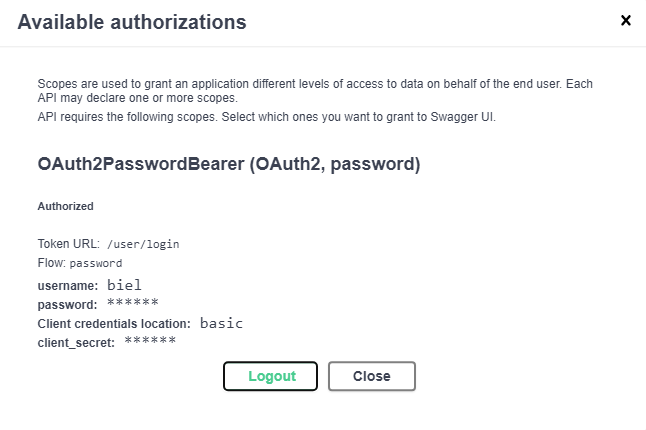 Available authorizations
Scopes are used to grant an application different levels of access to data on behalf of the end user. Each
API may declare one or more scopes.
API requires the following scopes. Select which ones you want to grant to Swagger UI.
OAuth2PasswordBearer (OAuth2, password)
Authorized
Token URL: /user/login
Flow: password
username: biel
password: ******
Client credentials location: basic
client_secret: ******
Logout Close